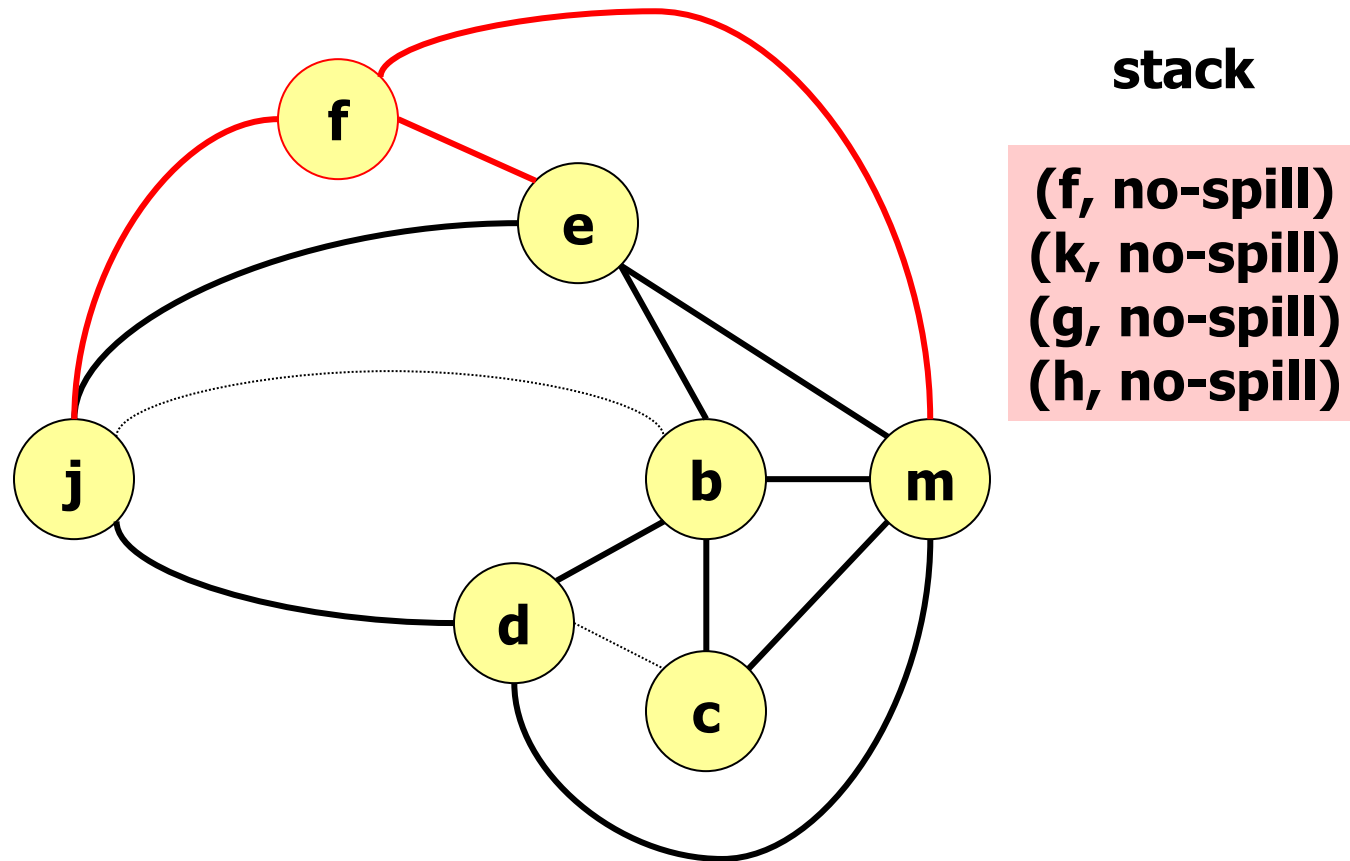 stack
f
(f, no-spill)
e
(k, no-spill)
(g, no-spill)
(h, no-spill)
j
b
m
d
c